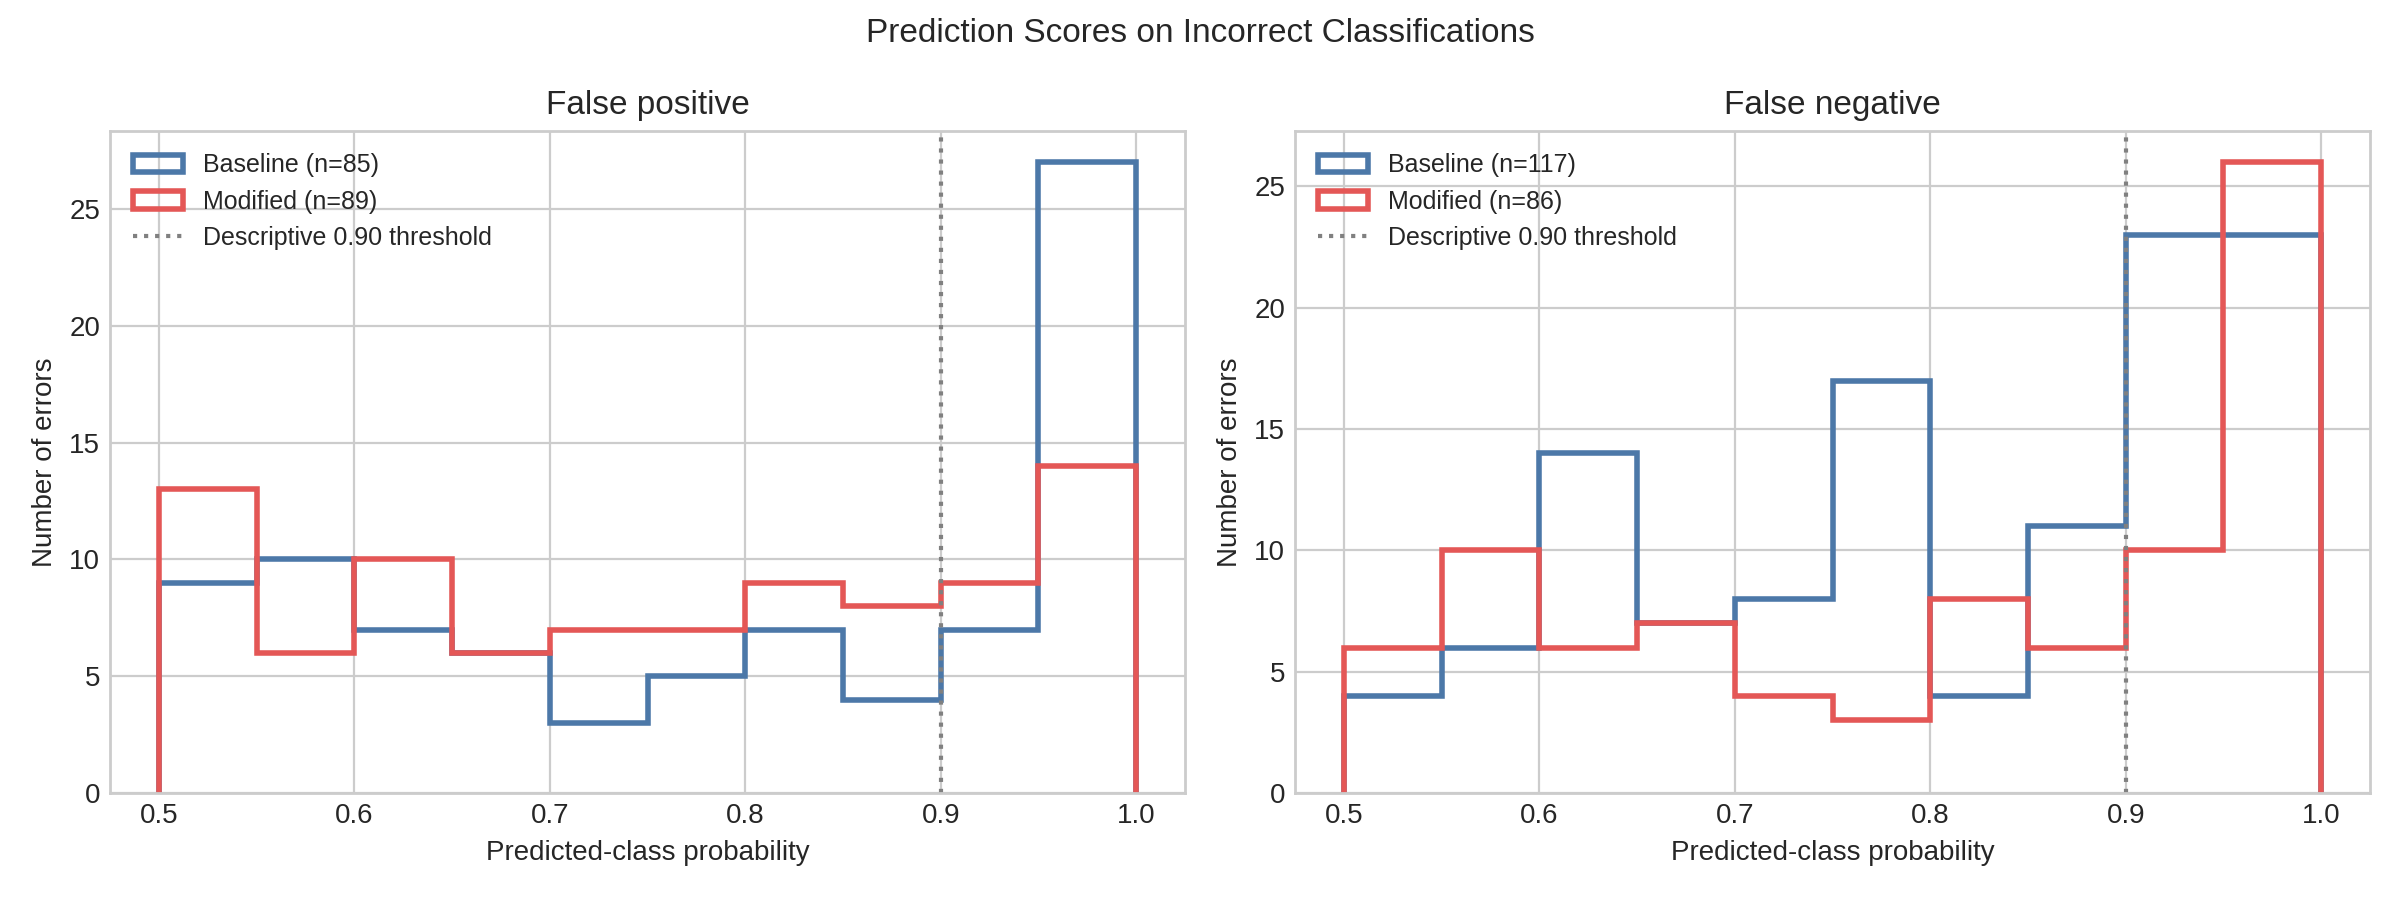 Prediction Scores on Incorrect Classifications
False positive
Baseline (n=85)
Modified (n=89)
Descriptive 0.90 threshold
Number of errors
25
20
15
10
5
0
0.5 0.6 0.7 0.8 0.9 1.0
Predicted-class probability
False negative
Baseline (n=117)
Modified (n=86)
Descriptive 0.90 threshold
Number of errors
25
20
15
10
5
0
0.5 0.6 0.7 0.8 0.9 1.0
Predicted-class probability